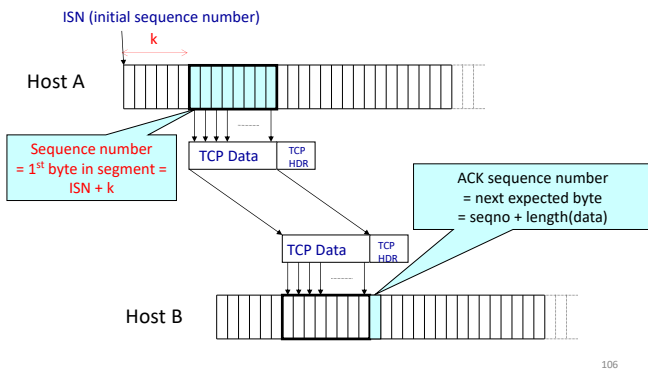 ISN (initial sequence number)
k
Host A
Sequence number
= 1st byte in segment =
ISN + k
TCP Data
TCP
HDR
ACK sequence number
= next expected byte
= seqno + length(data)
TCP Data
TCP
HDR
Host B
106